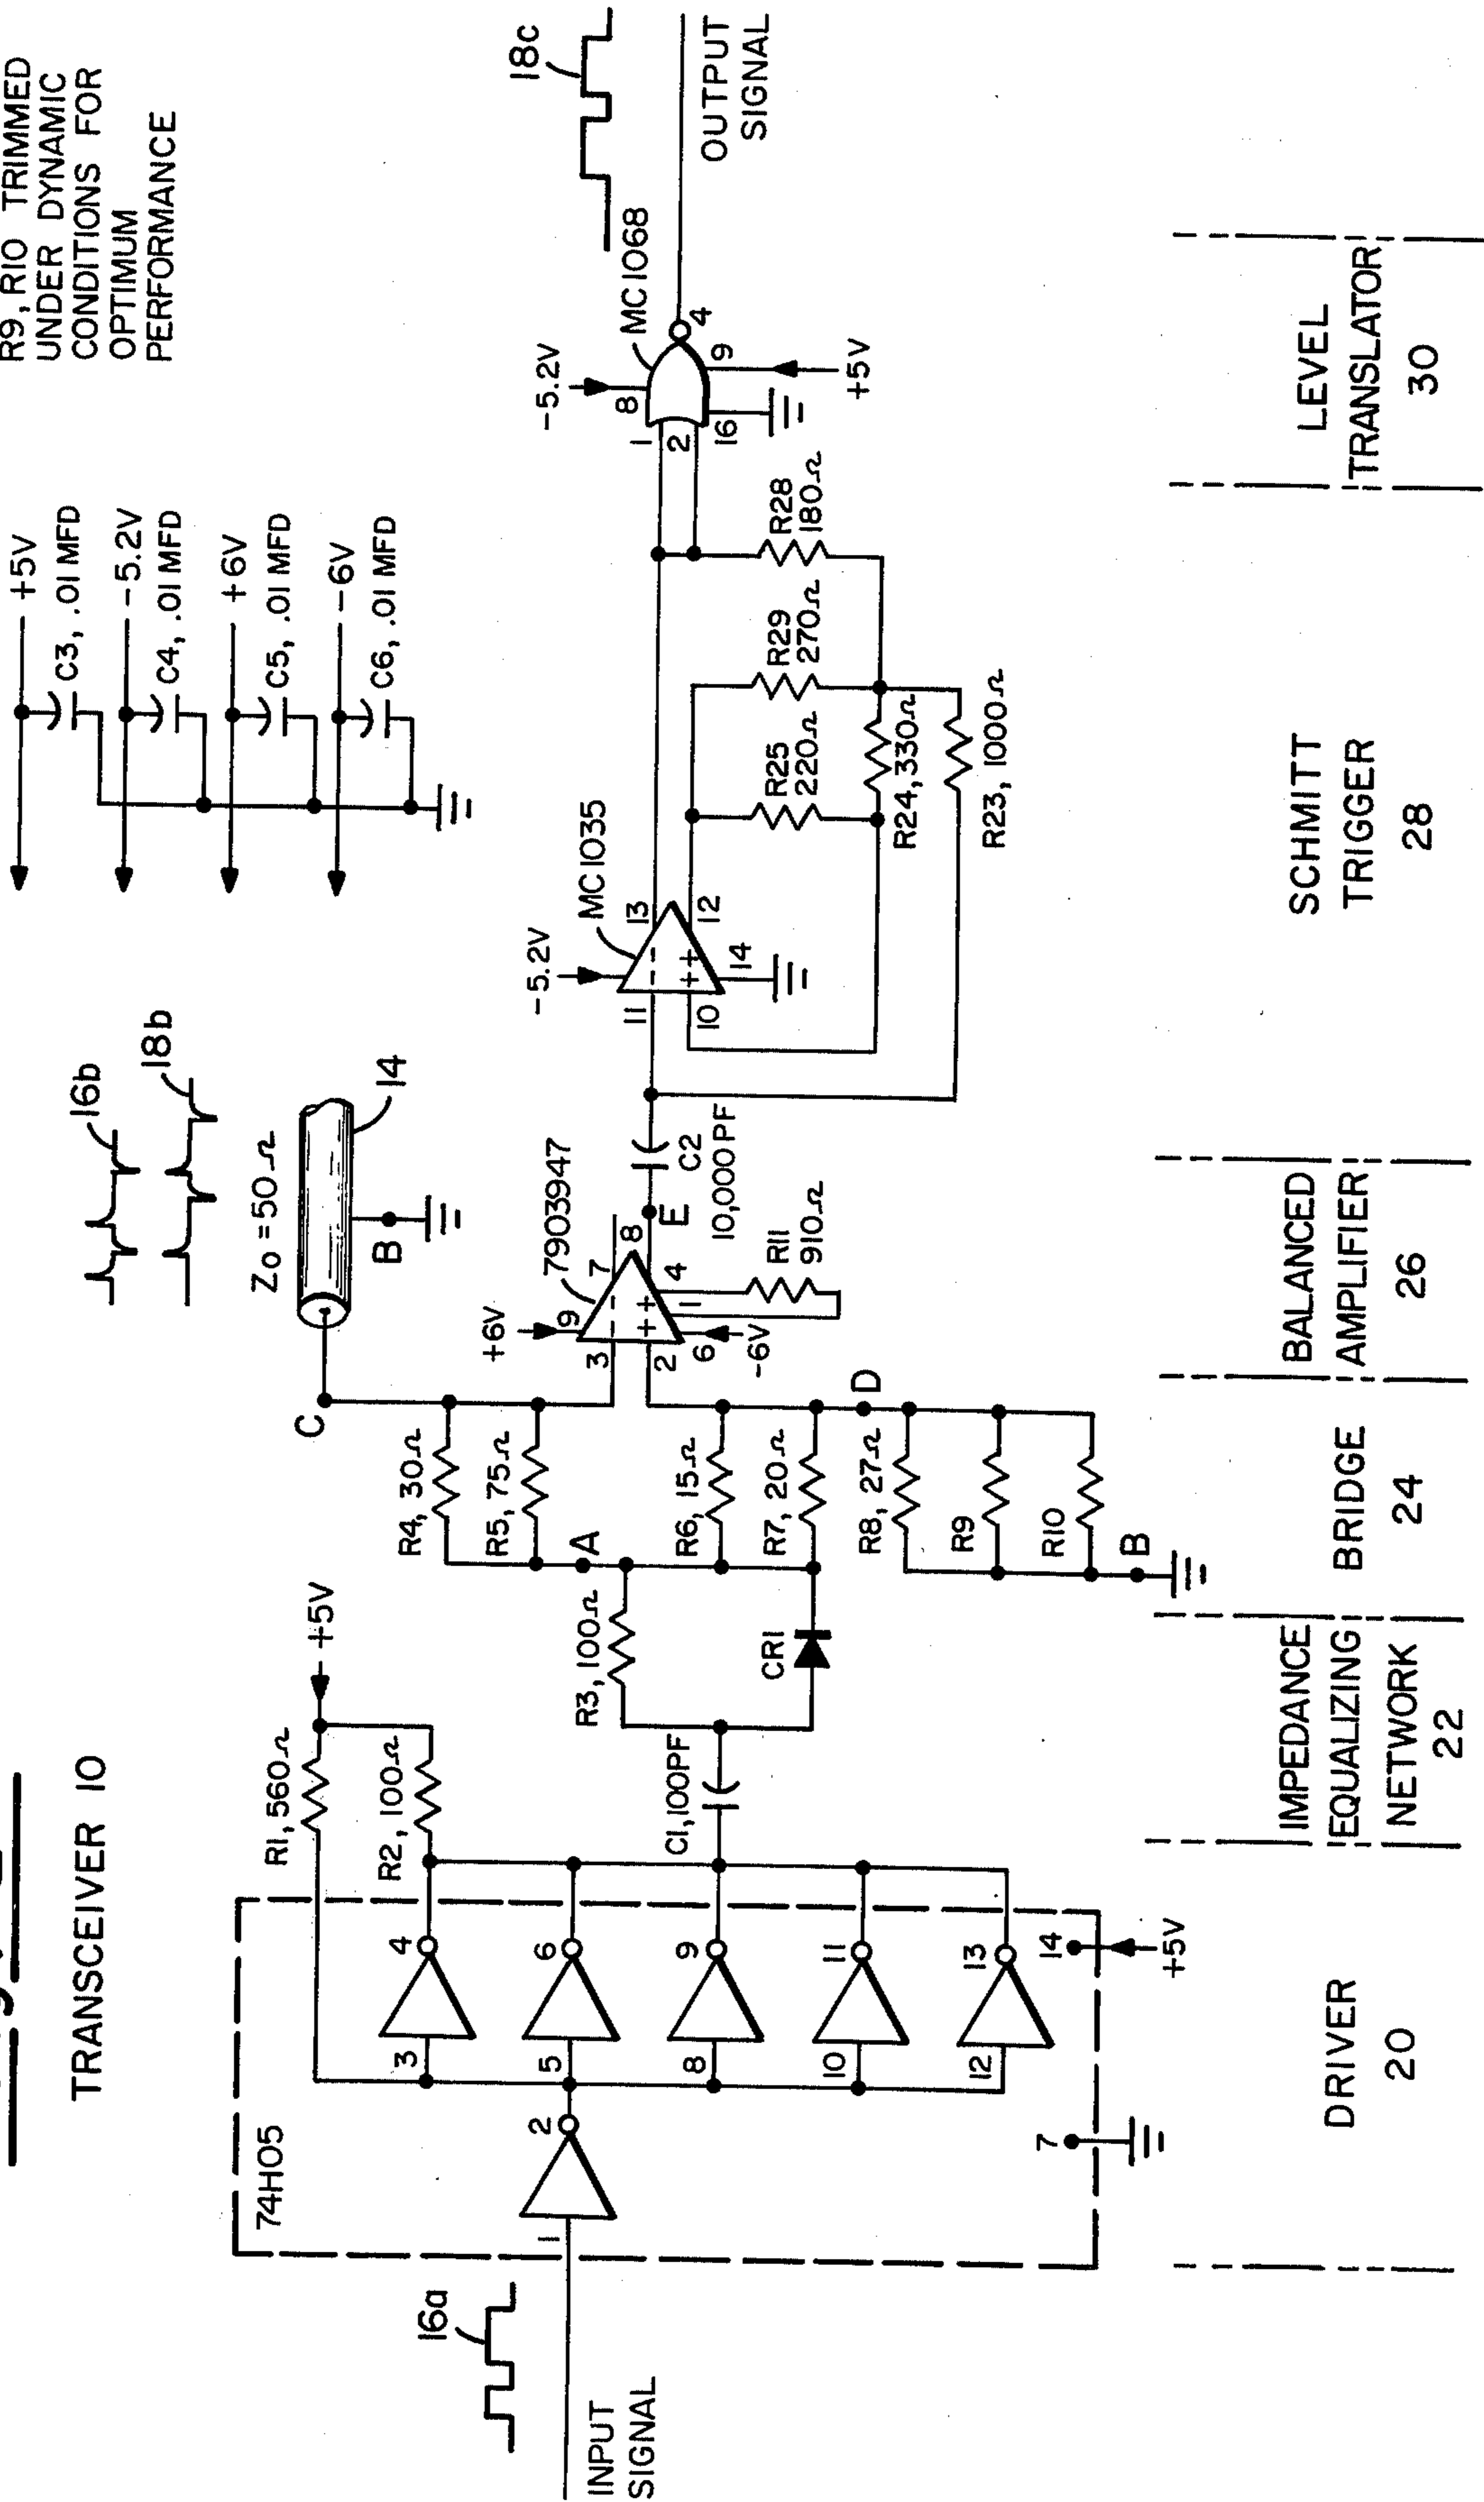 TRANSCEIVER 10
R9, R10 TRIMMED
UNDER DYNAMIC
CONDITIONS FOR
OPTIMUM
PERFORMANCE
+5V
C3, .01 MFD
-5.2V
C4, .01 MFD
+6V
C5, .01 MFD
-6V
C6, .01 MFD
16b
18b
Zo = 50Ω
14
B
C
16a
INPUT
SIGNAL
74H05
1
2
3
4
5
6
8
9
10
11
12
13
7
14
+5V
R1, 560Ω
+5V
R2, 100Ω
C1, 100PF
R3, 100Ω
CR1
R4, 30Ω
R5, 75Ω
A
R6, 15Ω
R7, 20Ω
D
R8, 27Ω
R9
R10
B
+6V
9
7903947
3
7
2
8
6
1
4
-6V
R11
910Ω
E
C2
10,000PF
-5.2V
MC1035
11
13
10
12
14
R25
220Ω
R29
270Ω
R28
180Ω
R24, 330Ω
R23, 1000Ω
-5.2V
MC1068
8
1
2
16
9
4
+5V
18c
OUTPUT
SIGNAL
DRIVER
20
IMPEDANCE
EQUALIZING
NETWORK
22
BRIDGE
24
BALANCED
AMPLIFIER
26
SCHMITT
TRIGGER
28
LEVEL
TRANSLATOR
30